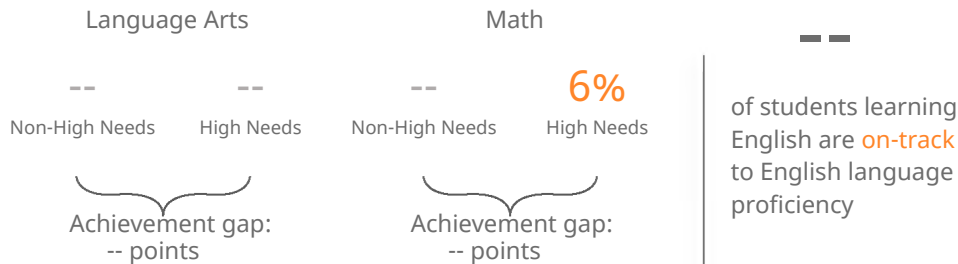 Language Arts
--
Non-High Needs
--
High Needs
Achievement gap:
-- points
Math
--
Non-High Needs
6%
High Needs
Achievement gap:
-- points
--
of students learning
English are on-track
to English language
proficiency